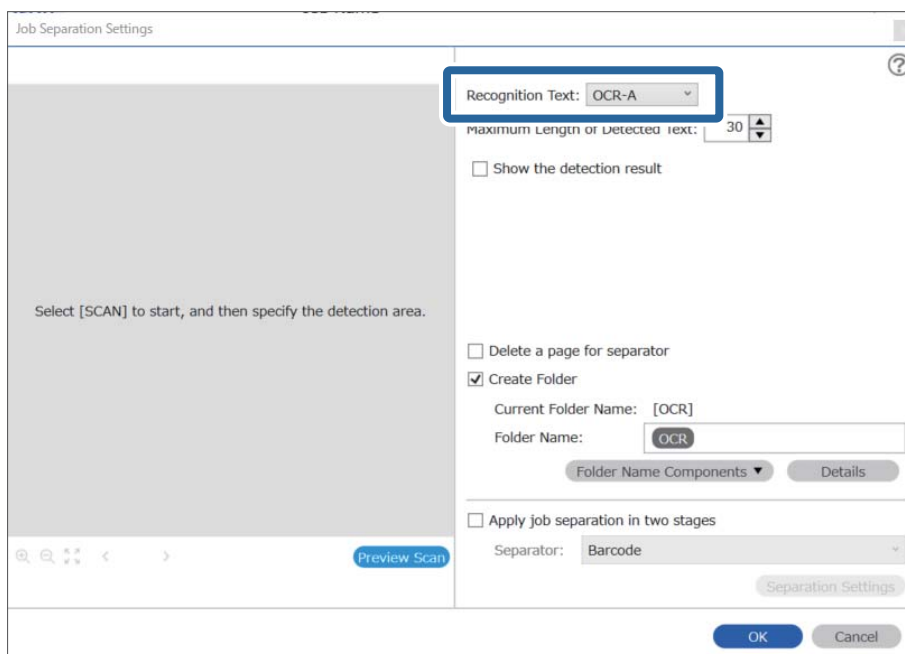 Job Separation Settings
Recognition Text: OCR-A
Maximum Length of Detected Text: 30
Show the detection result
Select [SCAN] to start, and then specify the detection area.
Delete a page for separator
Create Folder
Current Folder Name: [OCR]
Folder Name: OCR
Folder Name Components ▼ Details
Apply job separation in two stages
Separator: Barcode
Preview Scan
Separation Settings
OK Cancel